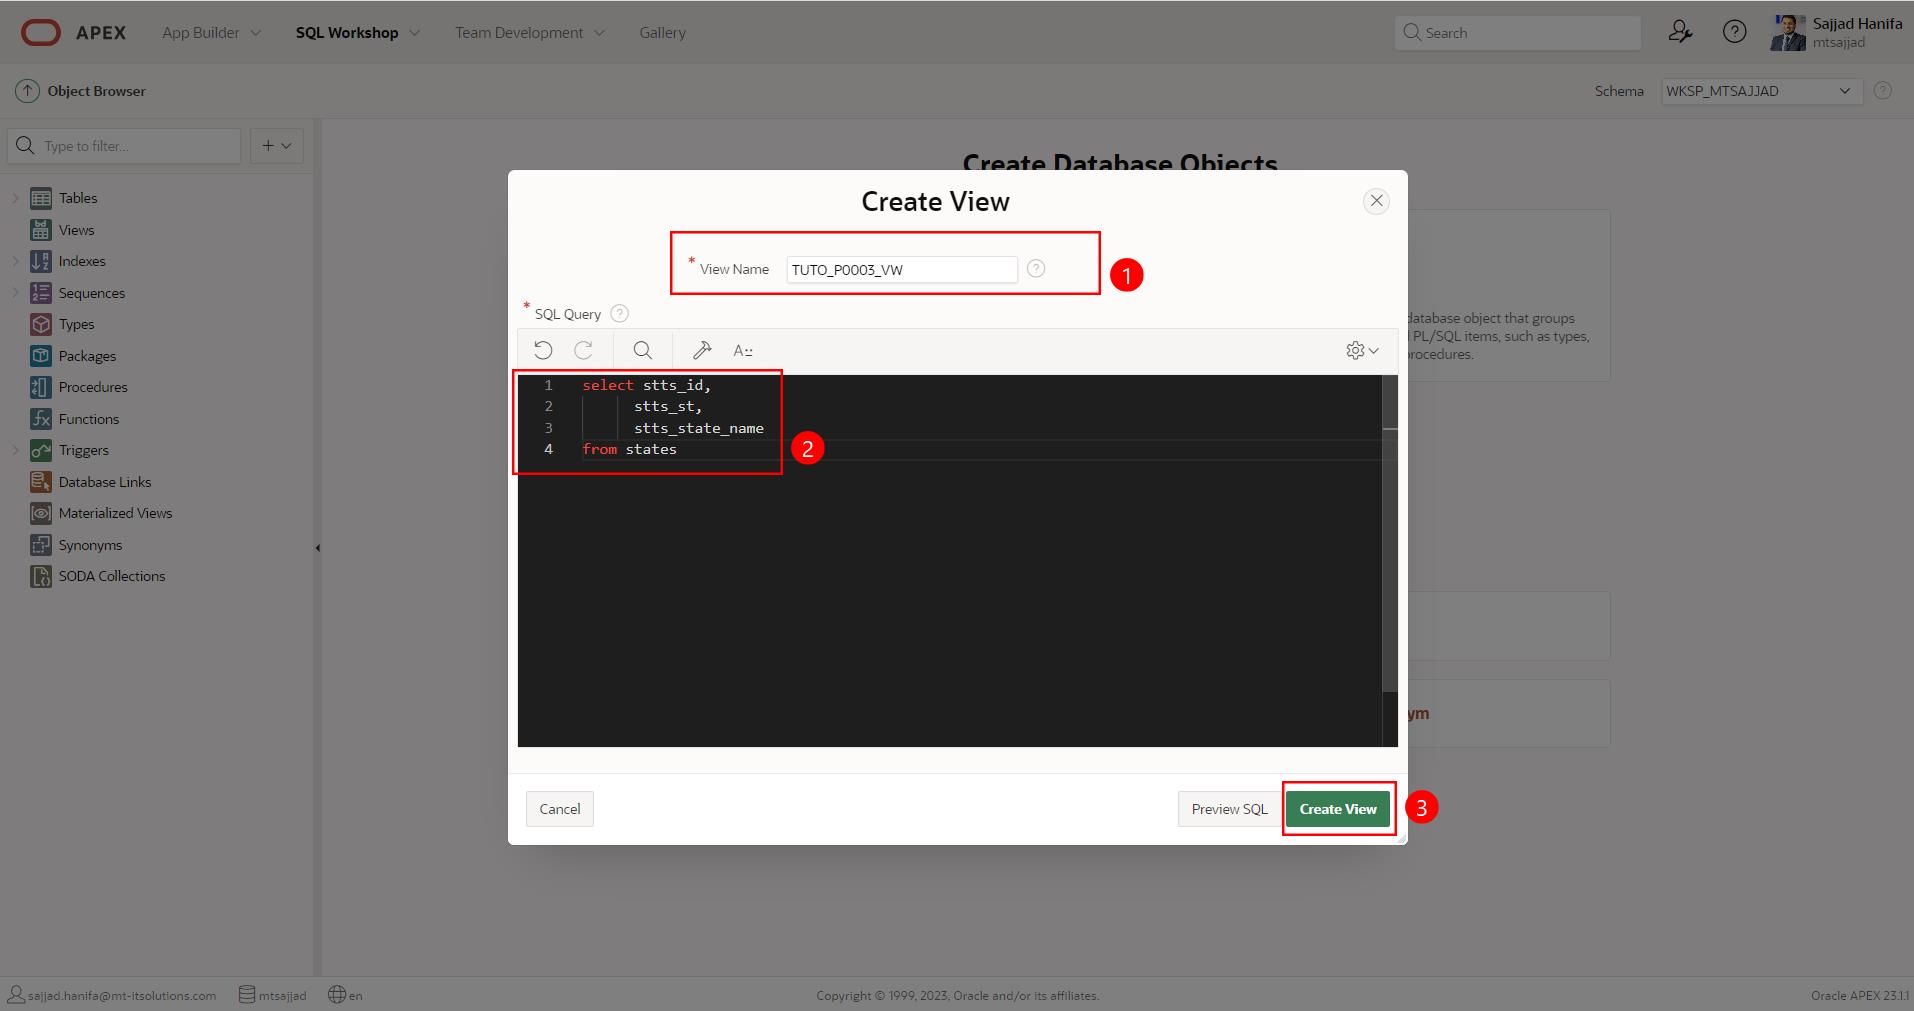 APEX
App Builder
SQL Workshop
Team Development
Gallery
Search
Sajjad Hanifa
mtsajjad
Object Browser
Schema
WKSP_MTSAJJAD
Type to filter...
Tables
Views
Indexes
Sequences
Types
Packages
Procedures
Functions
Triggers
Database Links
Materialized Views
Synonyms
SODA Collections
Create Database Objects
Create View
* View Name TUTO_P0003_VW
1
* SQL Query
1 select stts_id,
2 stts_st,
3 stts_state_name
4 from states
2
database object that groups
PL/SQL items, such as types,
procedures.
ym
Cancel
Preview SQL
Create View
3
sajjad.hanifa@mt-itsolutions.com
mtsajjad
en
Copyright © 1999, 2023, Oracle and/or its affiliates.
Oracle APEX 23.1.1